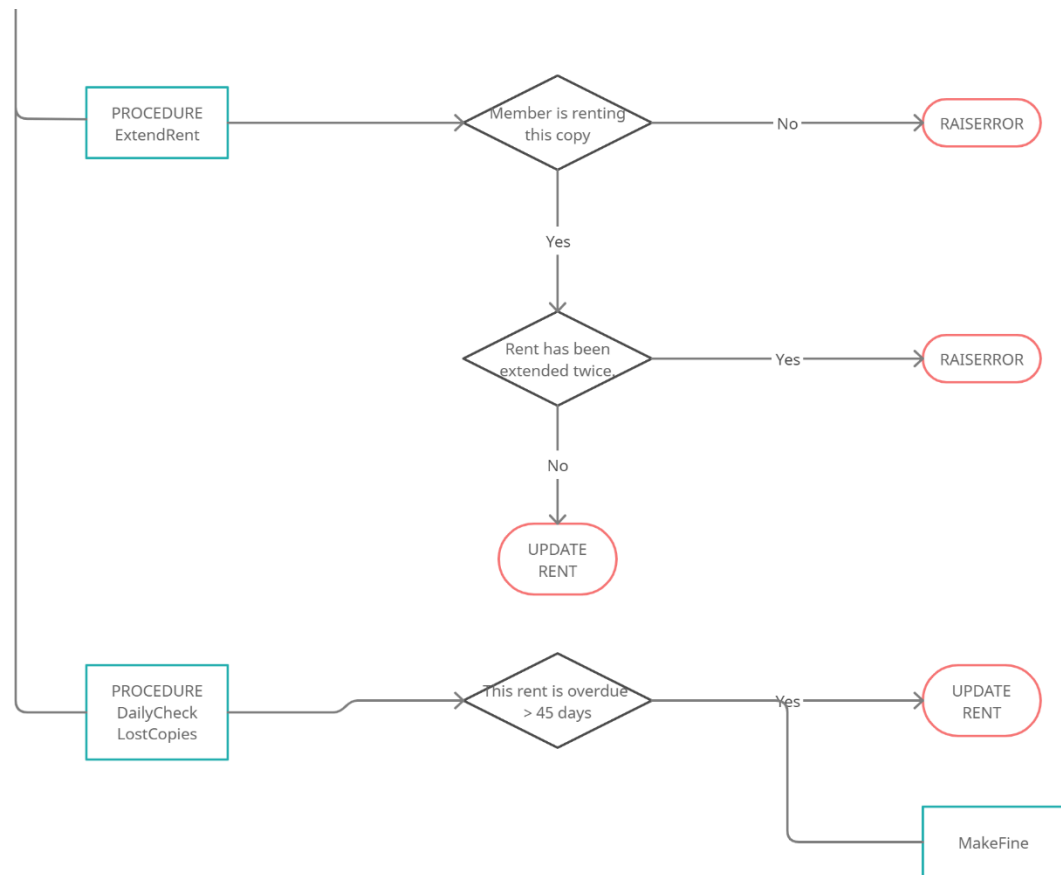 PROCEDURE
ExtendRent
Member is renting
this copy
No
RAISERROR
Yes
Rent has been
extended twice.
Yes
RAISERROR
No
UPDATE
RENT
PROCEDURE
DailyCheck
LostCopies
This rent is overdue
> 45 days
Yes
UPDATE
RENT
MakeFine